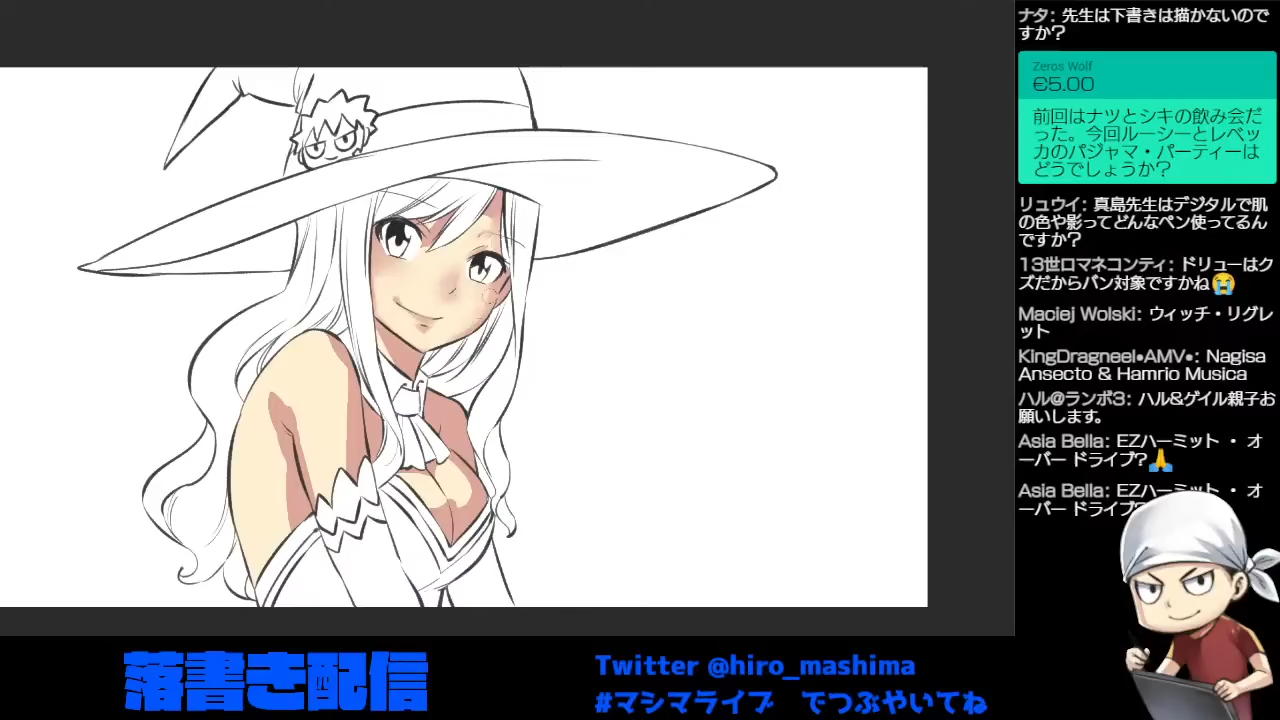 ナタ: 先生は下書きは描かないので
すか?
Zeros Wolf
€5.00
前回はナツとシキの飲み会だ
った。今回ルーシーとレベッ
カのパジャマ・パーティーは
どうでしょうか?
リュウイ: 真島先生はデジタルで肌
の色や影ってどんなペン使ってるん
ですか?
13世ロマネコンティ: ドリューはク
ズだからバン対象ですかね😭
Maciej Wolski: ウィッチ・リグレ
ット
KingDragneel•AMV•: Nagisa
Ansecto & Hamrio Musica
ハル@ランボ3: ハル&ゲイル親子お
願いします。
Asia Bella: EZハーミット ・ オ
ーバー ドライブ?🙏
Asia Bella: EZハーミット ・ オ
ーバー ドライブ
落書き配信
Twitter @hiro_mashima
#マシマライブ でつぶやいてね